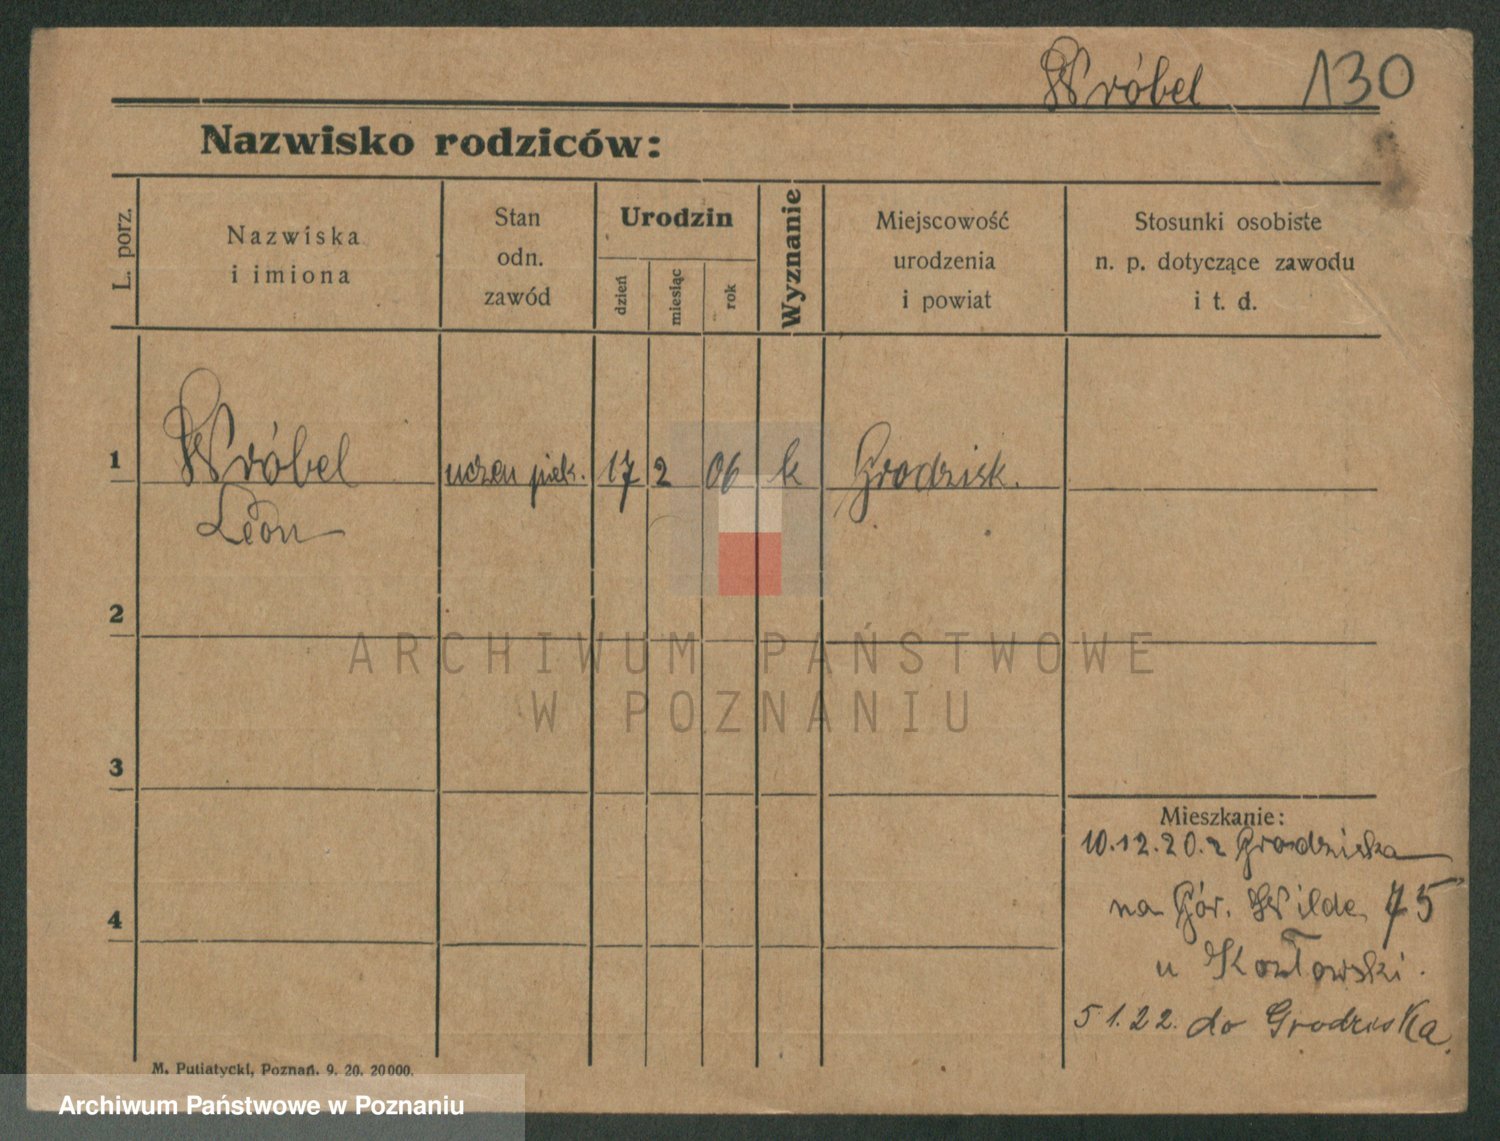 Wróbel 130
Nazwisko rodziców:
L. porz.
Nazwiska
i imiona
Stan
odn.
zawód
Urodzin
dzień
miesiąc
rok
Wyznanie
Miejscowość
urodzenia
i powiat
Stosunki osobiste
n. p. dotyczące zawodu
i t. d.
1 Wróbel uczeń piek. 17 2 06 k Grodzisk.
Leon
2
ARCHIWUM PAŃSTWOWE
W POZNANIU
3
Mieszkanie:
10.12.20. z Grodziska
na Gór. Wilde 75
4
u Kozłowski.
5 1.22. do Grodziska.
M. Putiatycki, Poznań. 9. 20. 20000.
Archiwum Państwowe w Poznaniu